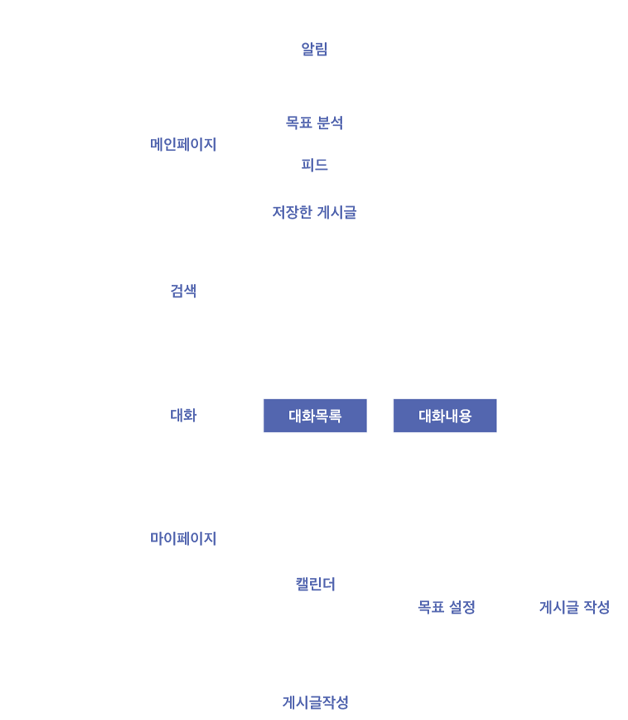 알림
목표 분석
메인페이지
피드
저장한 게시글
검색
대화
대화목록
대화내용
마이페이지
캘린더
목표 설정
게시글 작성
게시글작성